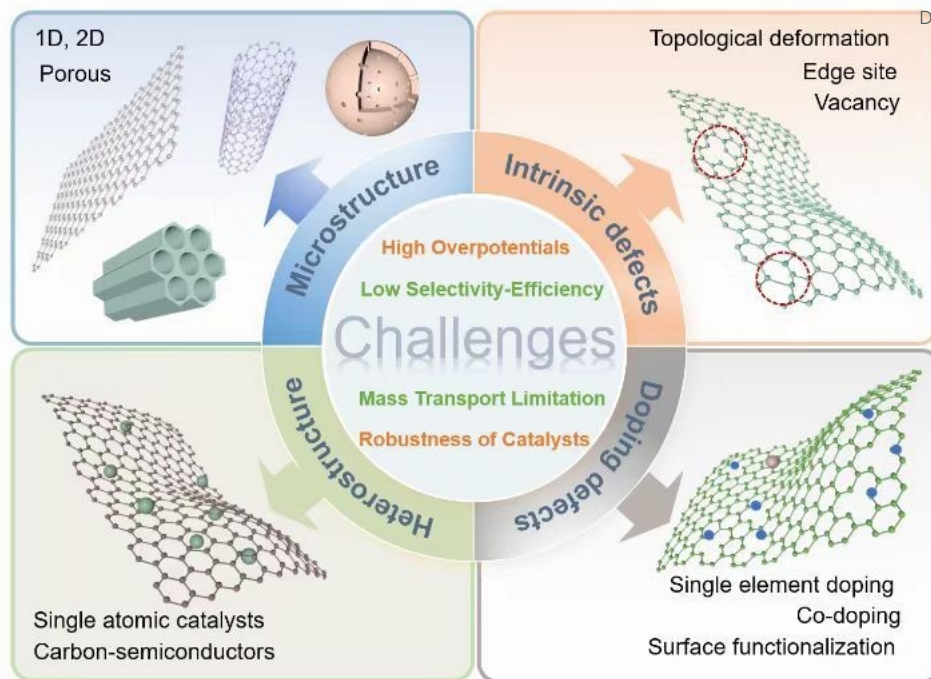 1D, 2D
Porous
D
Topological deformation
Edge site
Vacancy
Microstructure
Intrinsic defects
High Overpotentials
Low Selectivity-Efficiency
Challenges
Mass Transport Limitation
Robustness of Catalysts
Heterostructure
Doping defects
Single atomic catalysts
Carbon-semiconductors
Single element doping
Co-doping
Surface functionalization